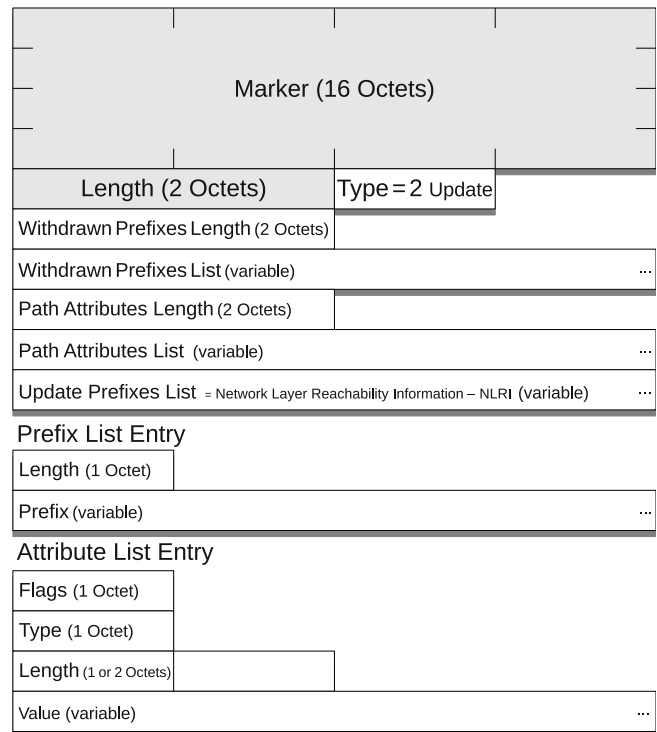 Marker (16 Octets)
Length (2 Octets) Type = 2 Update
Withdrawn Prefixes Length (2 Octets)
Withdrawn Prefixes List (variable) ...
Path Attributes Length (2 Octets)
Path Attributes List (variable) ...
Update Prefixes List = Network Layer Reachability Information – NLRI (variable) ...
Prefix List Entry
Length (1 Octet)
Prefix (variable) ...
Attribute List Entry
Flags (1 Octet)
Type (1 Octet)
Length (1 or 2 Octets)
Value (variable) ...